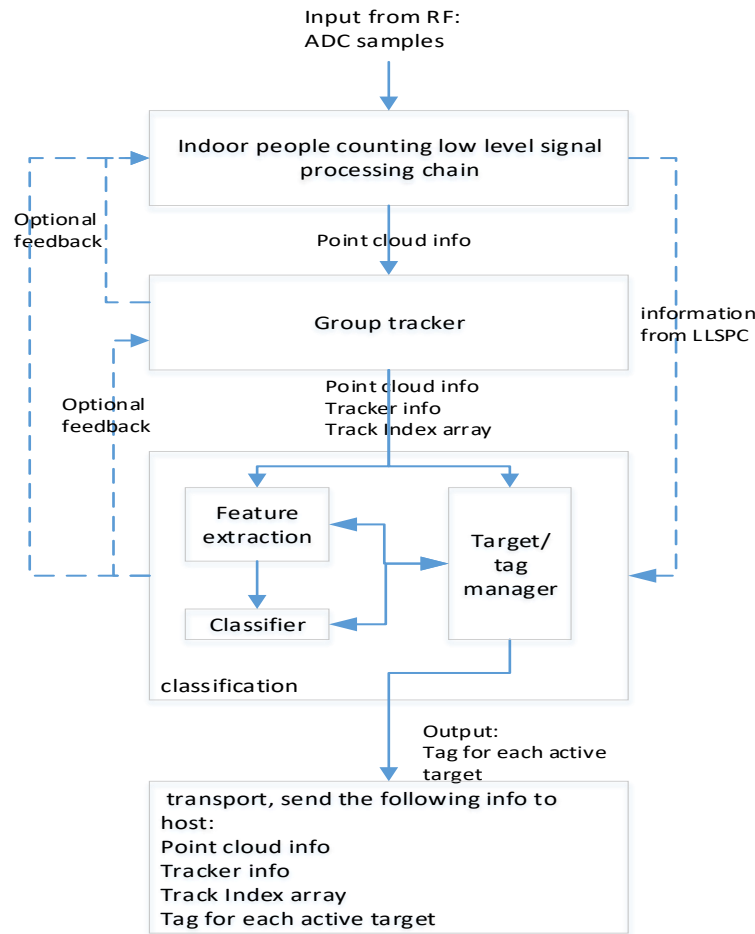 Input from RF:
ADC samples
Indoor people counting low level signal
processing chain
Optional
feedback
Point cloud info
Group tracker
information
from LLSPC
Point cloud info
Tracker info
Track Index array
Optional
feedback
Feature
extraction
Target/
tag
manager
Classifier
classification
Output:
Tag for each active
target
transport, send the following info to
host:
Point cloud info
Tracker info
Track Index array
Tag for each active target